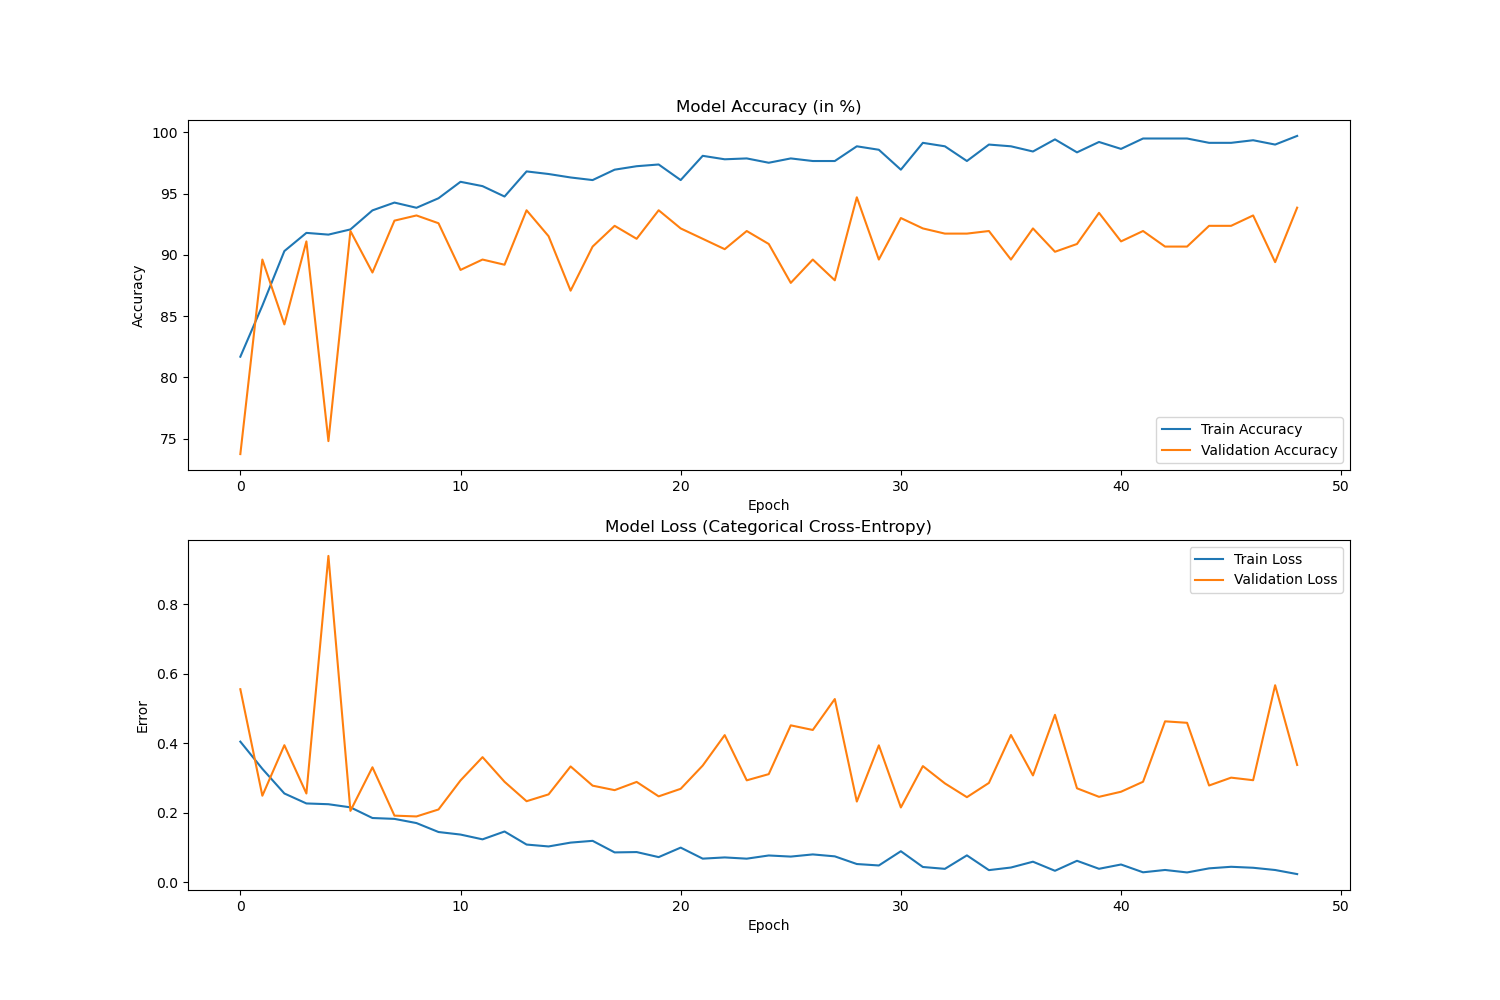 Model Accuracy (in %)
100
95
90
85
80
75
Accuracy
Train Accuracy
Validation Accuracy
0 10 20 30 40 50
Epoch
Model Loss (Categorical Cross-Entropy)
Train Loss
Validation Loss
0.8
0.6
0.4
0.2
0.0
Error
0 10 20 30 40 50
Epoch